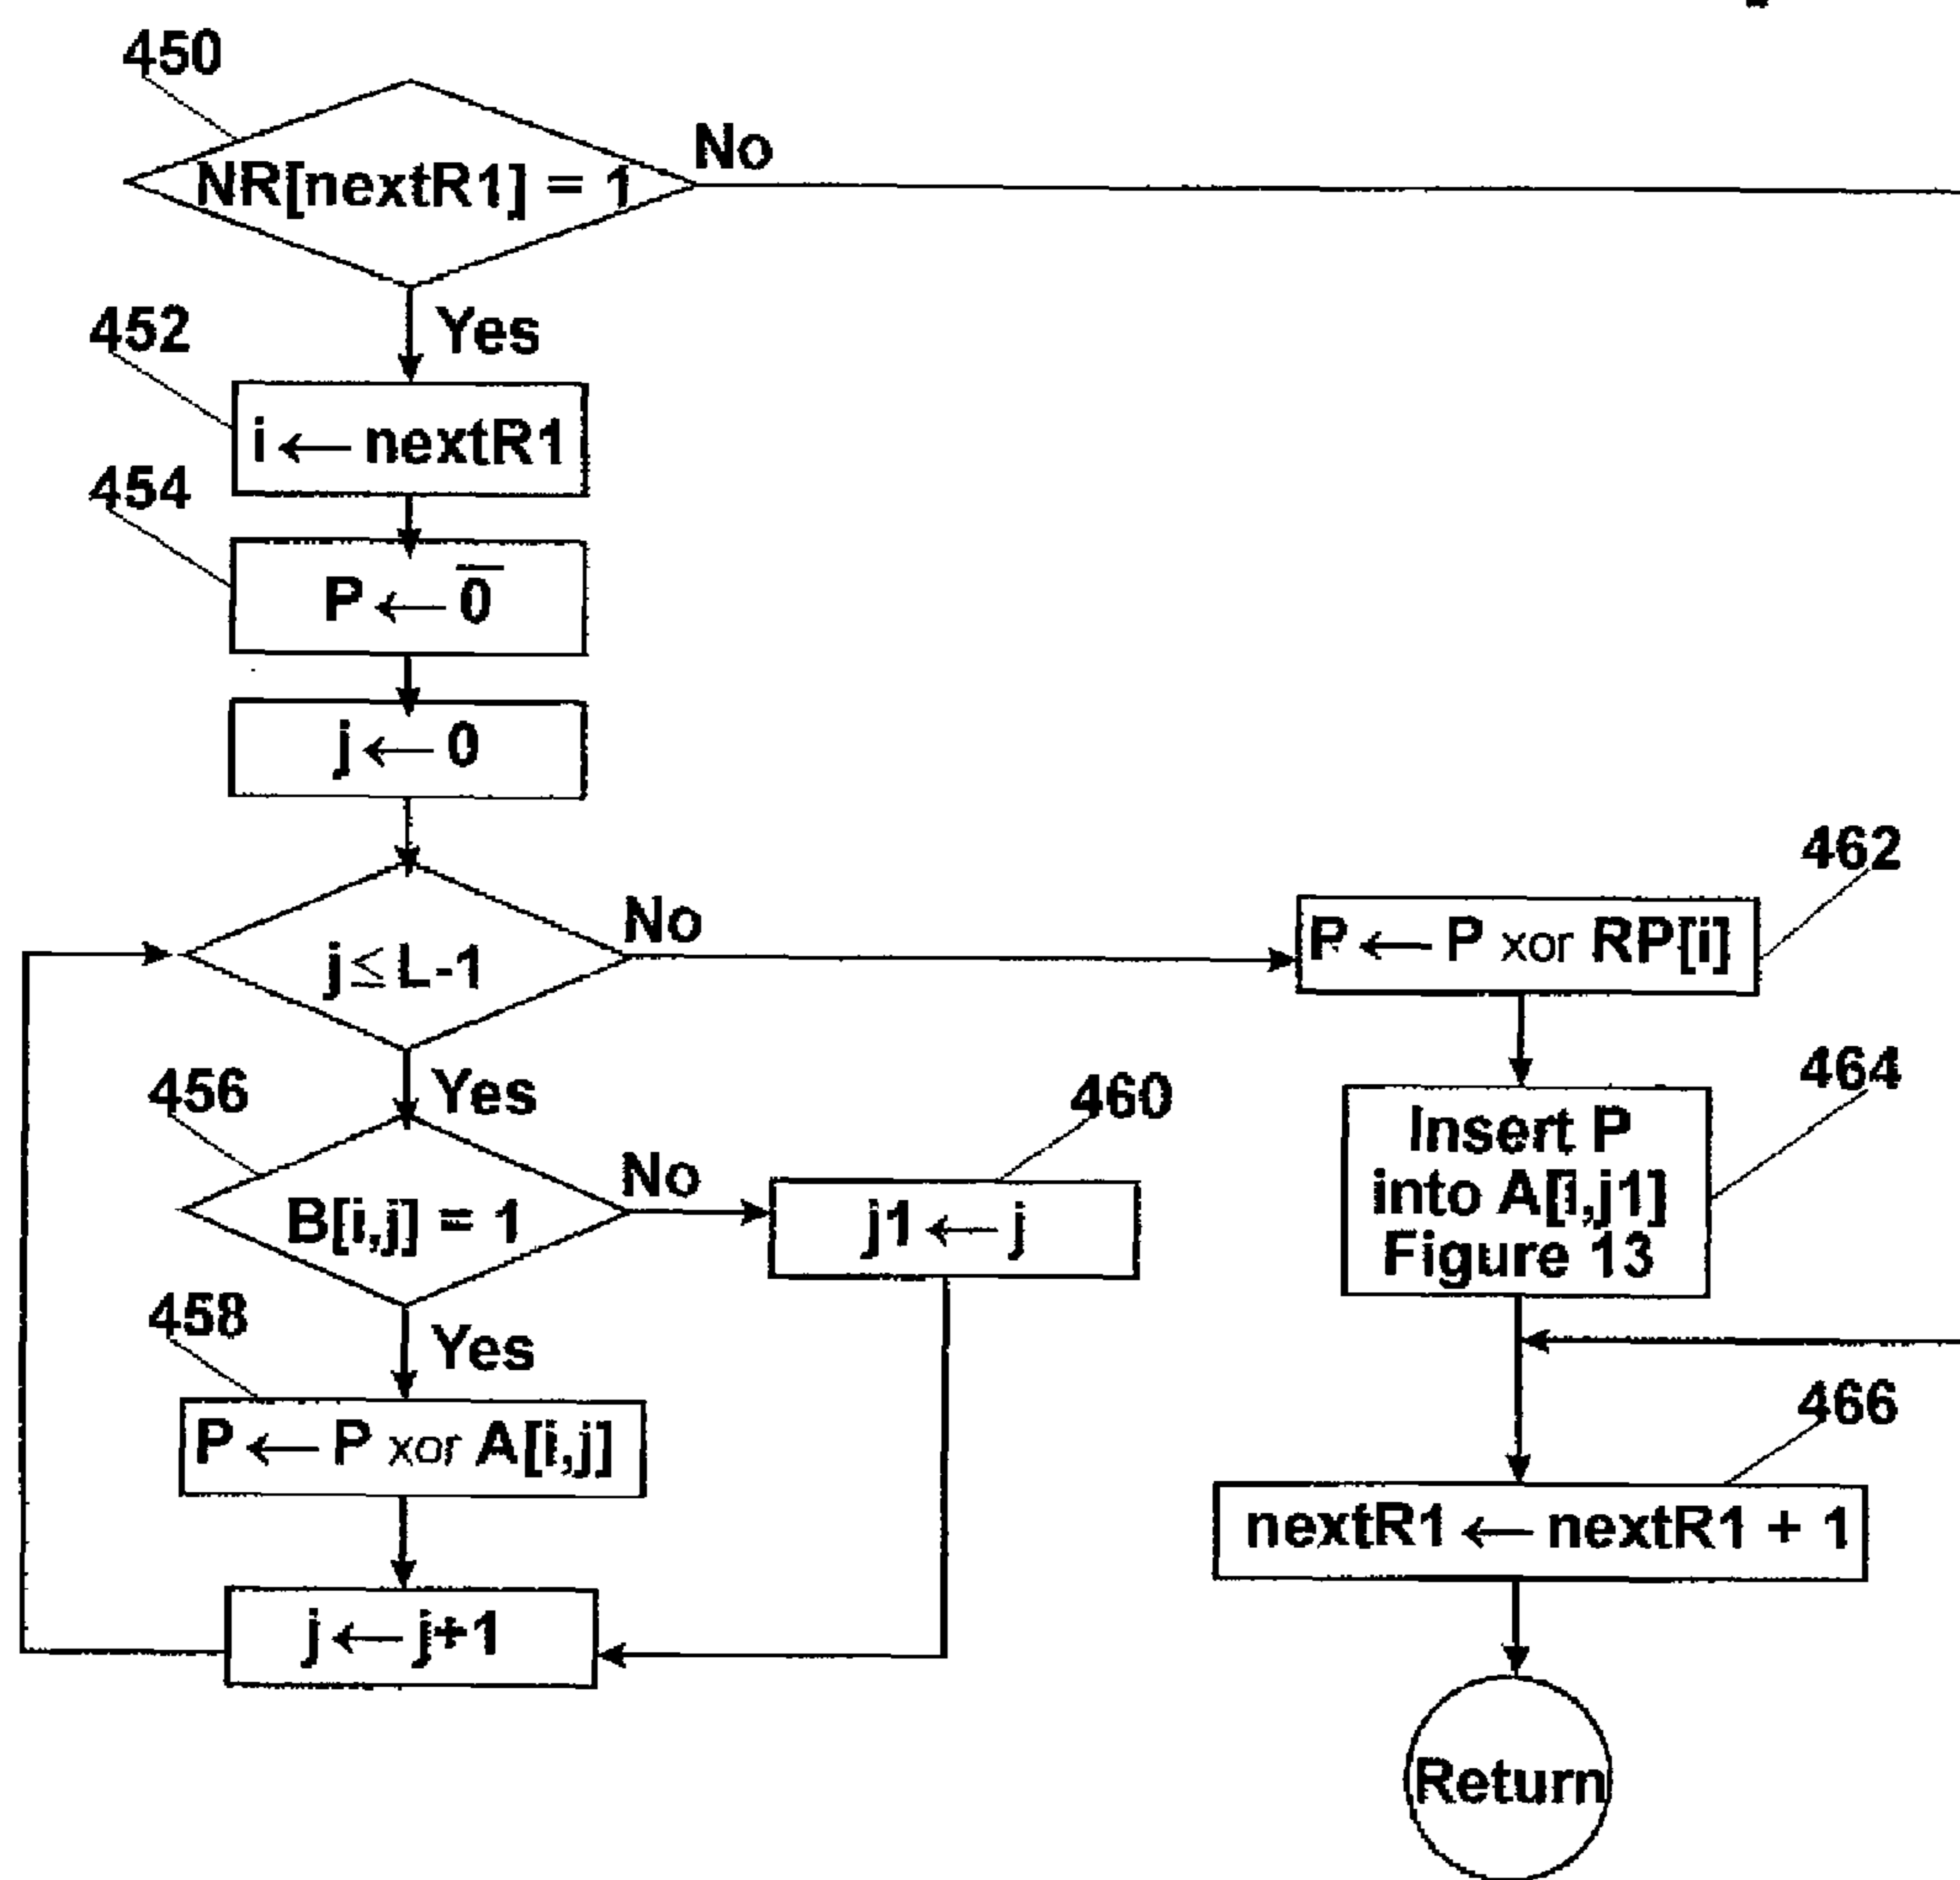 450
NR[nextR1] = 1
No
Yes
452
i ← nextR1
454
P ← 0̅
j ← 0
j ≤ L-1
No
Yes
462
P ← P xor RP[i]
456
B[i,j] = 1
No
Yes
460
j1 ← j
464
Insert P
into A[i,j1]
Figure 13
458
P ← P xor A[i,j]
466
nextR1 ← nextR1 + 1
j ← j+1
Return